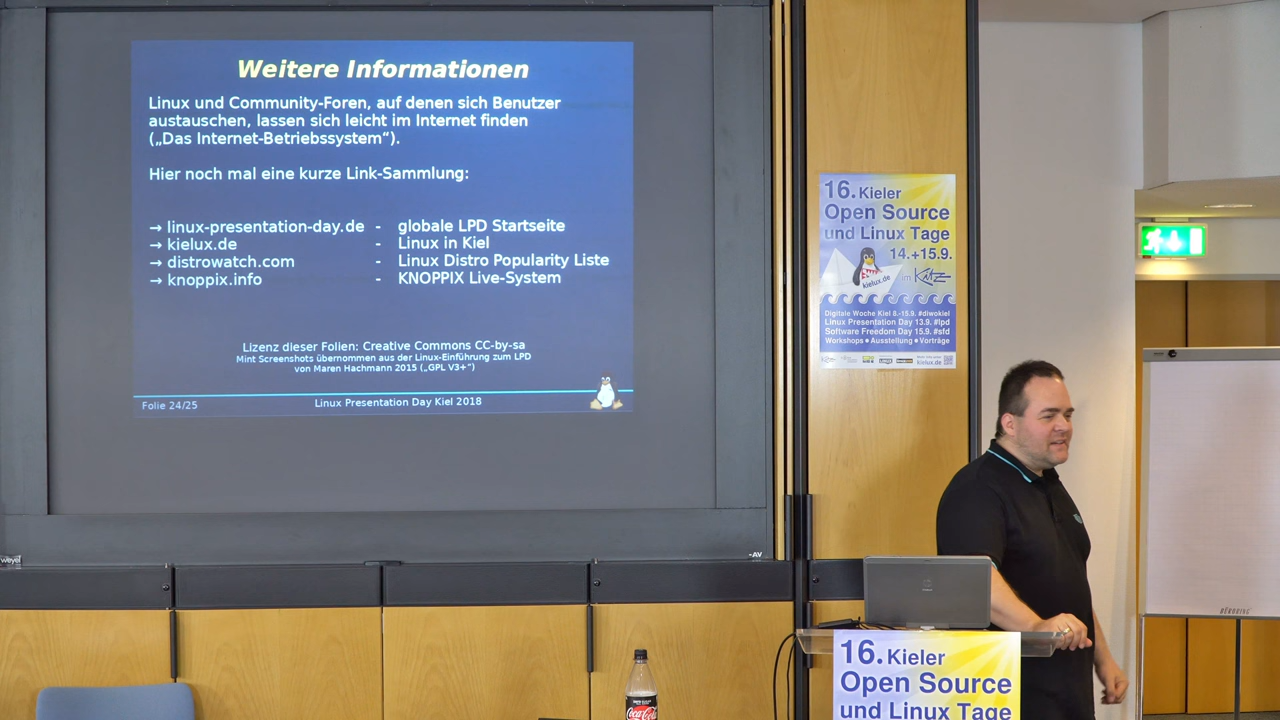 Weitere Informationen
Linux und Community-Foren, auf denen sich Benutzer
austauschen, lassen sich leicht im Internet finden
(„Das Internet-Betriebssystem“).
Hier noch mal eine kurze Link-Sammlung:
→ linux-presentation-day.de - globale LPD Startseite
→ kielux.de - Linux in Kiel
→ distrowatch.com - Linux Distro Popularity Liste
→ knoppix.info - KNOPPIX Live-System
Lizenz dieser Folien: Creative Commons CC-by-sa
Mint Screenshots übernommen aus der Linux-Einführung zum LPD
von Maren Hachmann 2015 („GPL V3+“)
Folie 24/25
Linux Presentation Day Kiel 2018
weyel
-AV
16. Kieler
Open Source
und Linux Tage
14.+15.9.
kielux.de
im Kitz
Digitale Woche Kiel 8.-15.9. #diwokiel
Linux Presentation Day 13.9. #lpd
Software Freedom Day 15.9. #sfd
Workshops • Ausstellung • Vorträge
kielux.de
16. Kieler
Open Source
und Linux Tage
Coca-Cola